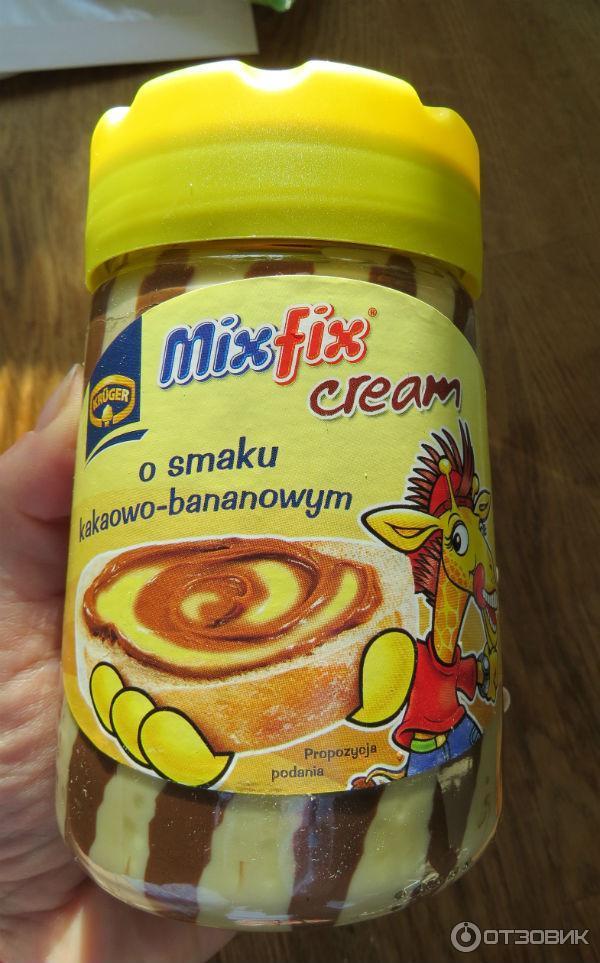 Mixfix®
cream
KRÜGER
o smaku
kakaowo-bananowym
Propozycja
podania
ОТЗОВИК